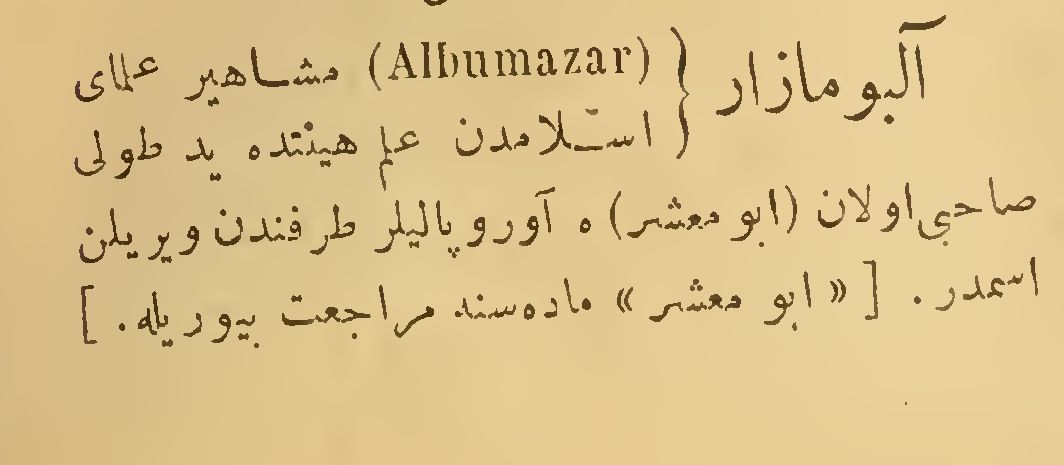 آلبومازار { (Albumazar) مشاهیر علمای
اسلامدن علم هیئتده ید طولی
صاحبی اولان (ابو معشر) ه آوروپالیلر طرفندن ویریلن
اسمدر. [« ابو معشر » ماده‌سنه مراجعت بیوریله.]